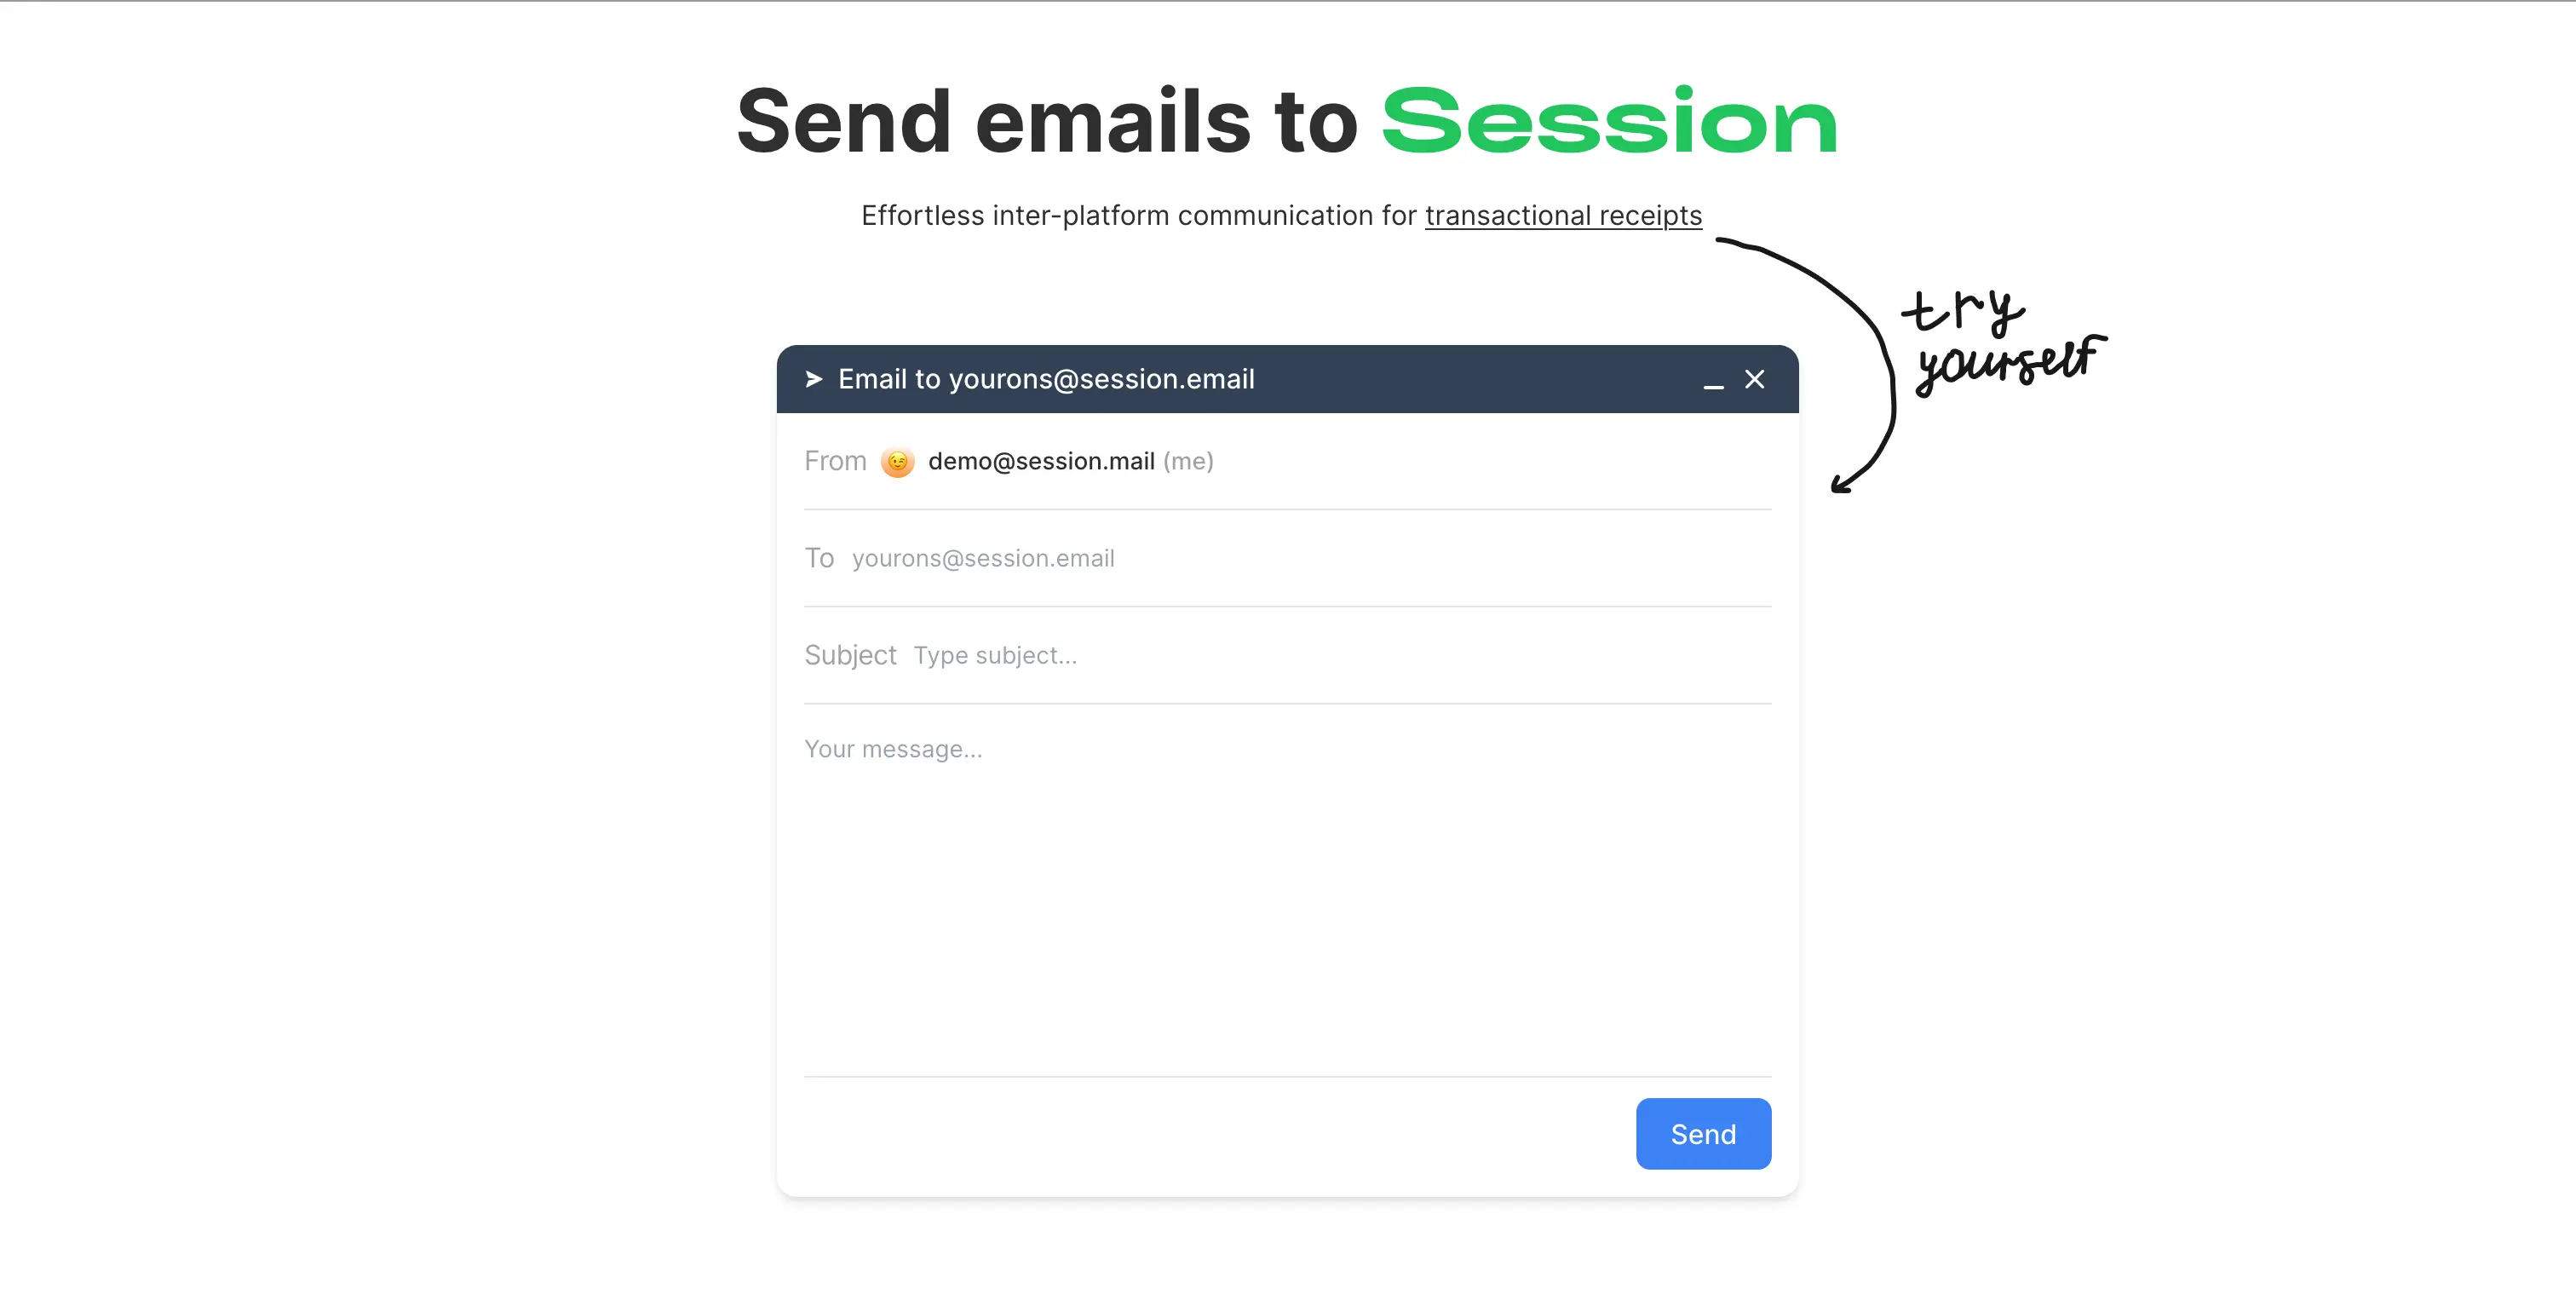 Send emails to Session
Effortless inter-platform communication for transactional receipts
try
yourself
Email to yourons@session.email
From 😉 demo@session.mail (me)
To yourons@session.email
Subject Type subject...
Your message...
Send